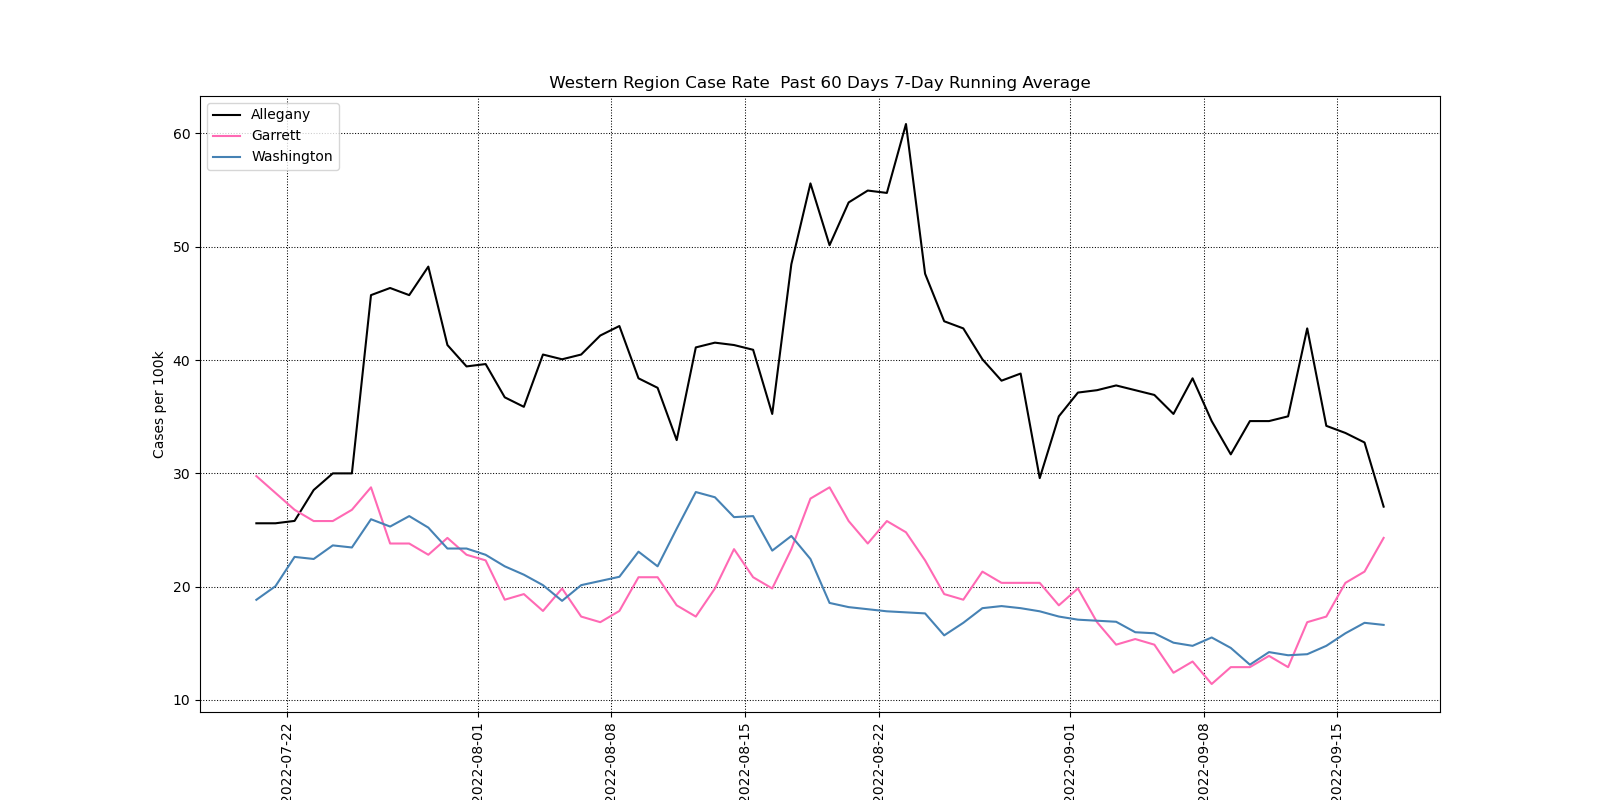 Western Region Case Rate  Past 60 Days 7-Day Running Average
Allegany
Garrett
Washington
60
50
40
30
20
10
Cases per 100k
2022-07-22
2022-08-01
2022-08-08
2022-08-15
2022-08-22
2022-09-01
2022-09-08
2022-09-15